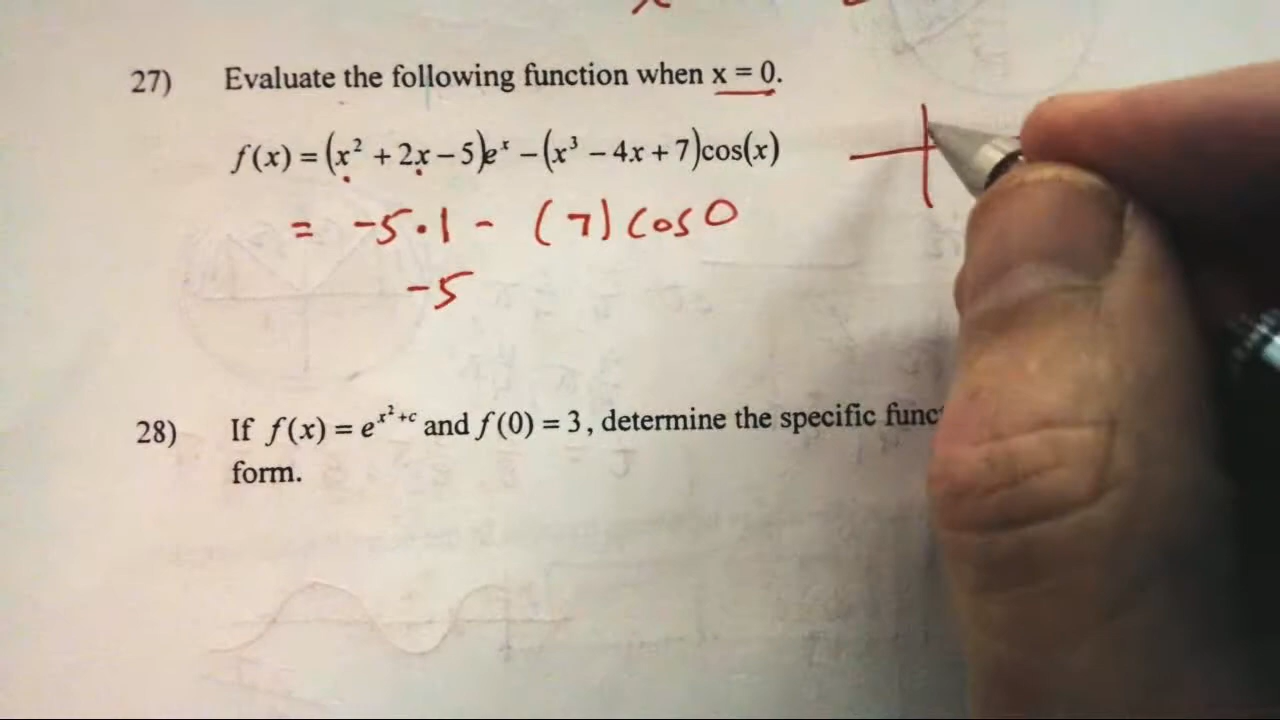 27) Evaluate the following function when x = 0.
f(x) = (x² + 2x − 5)eˣ − (x³ − 4x + 7)cos(x)
= -5·1 - (7) cos 0
-5
28) If f(x) = e^(x²+c) and f(0) = 3, determine the specific
form.